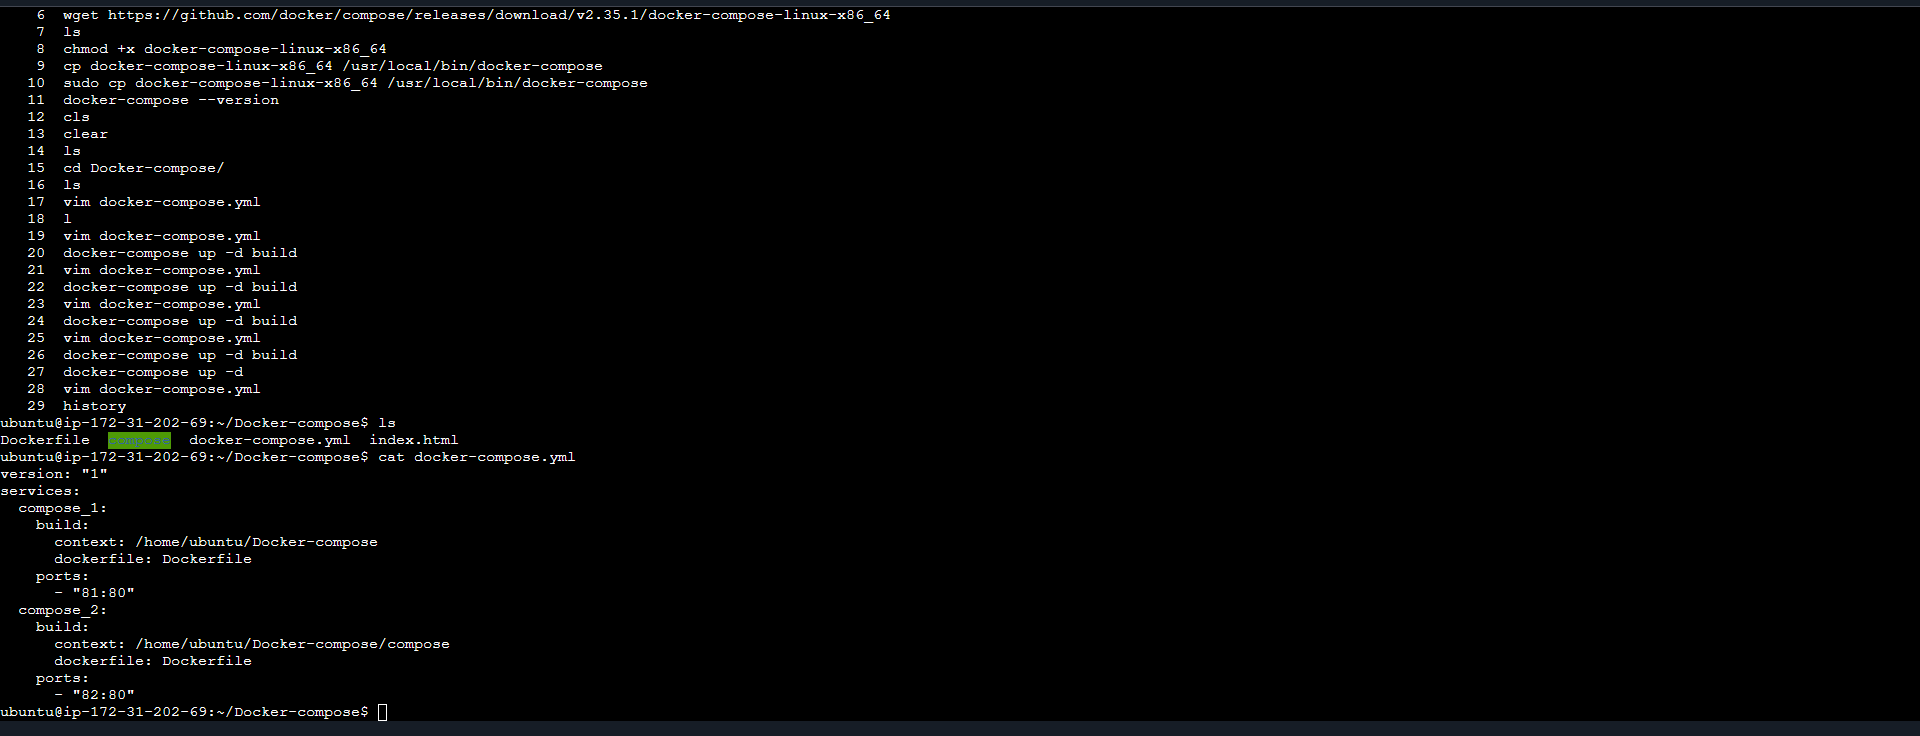 6  wget https://github.com/docker/compose/releases/download/v2.35.1/docker-compose-linux-x86_64
7  ls
8  chmod +x docker-compose-linux-x86_64
9  cp docker-compose-linux-x86_64 /usr/local/bin/docker-compose
10  sudo cp docker-compose-linux-x86_64 /usr/local/bin/docker-compose
11  docker-compose --version
12  cls
13  clear
14  ls
15  cd Docker-compose/
16  ls
17  vim docker-compose.yml
18  l
19  vim docker-compose.yml
20  docker-compose up -d build
21  vim docker-compose.yml
22  docker-compose up -d build
23  vim docker-compose.yml
24  docker-compose up -d build
25  vim docker-compose.yml
26  docker-compose up -d build
27  docker-compose up -d
28  vim docker-compose.yml
29  history
ubuntu@ip-172-31-202-69:~/Docker-compose$ ls
Dockerfile  compose  docker-compose.yml  index.html
ubuntu@ip-172-31-202-69:~/Docker-compose$ cat docker-compose.yml
version: "1"
services:
  compose_1:
    build:
      context: /home/ubuntu/Docker-compose
      dockerfile: Dockerfile
    ports:
      - "81:80"
  compose_2:
    build:
      context: /home/ubuntu/Docker-compose/compose
      dockerfile: Dockerfile
    ports:
      - "82:80"
ubuntu@ip-172-31-202-69:~/Docker-compose$